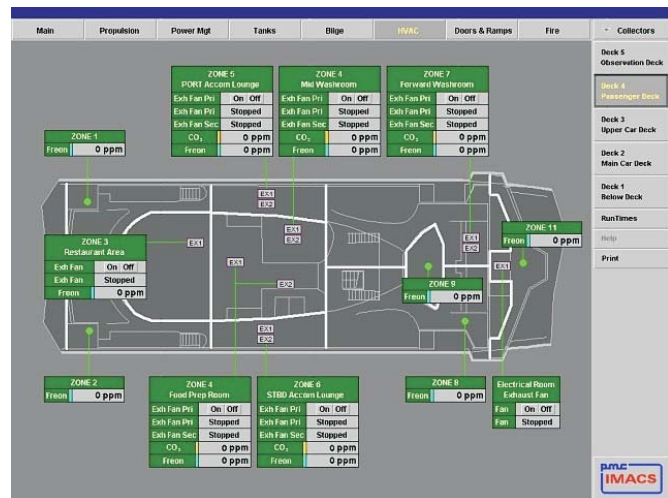 Main Propulsion Power Mgt Tanks Bilge HVAC Doors & Ramps Fire Collectors
Deck 5
Observation Deck
Deck 4
Passenger Deck
Deck 3
Upper Car Deck
Deck 2
Main Car Deck
Deck 1
Below Deck
RunTimes
Help
Print
ZONE 5
PORT Accom Lounge
Exh Fan Pri On Off
Exh Fan Pri Stopped
Exh Fan Sec Stopped
CO₂ 0 ppm
Freon 0 ppm
ZONE 4
Mid Washroom
Exh Fan Pri On Off
Exh Fan Pri Stopped
Exh Fan Sec Stopped
CO₂ 0 ppm
Freon 0 ppm
ZONE 7
Forward Washroom
Exh Fan Pri On Off
Exh Fan Pri Stopped
Exh Fan Sec Stopped
CO₂ 0 ppm
Freon 0 ppm
ZONE 1
Freon 0 ppm
EX1
EX2
EX1
EX2
EX1
EX2
ZONE 11
Freon 0 ppm
ZONE 3
Restaurant Area
Exh Fan On Off
Exh Fan Stopped
Freon 0 ppm
EX1
EX1
EX2
EX1
ZONE 9
Freon 0 ppm
EX1
EX2
ZONE 2
Freon 0 ppm
ZONE 4
Food Prep Room
Exh Fan Pri On Off
Exh Fan Pri Stopped
Exh Fan Sec Stopped
CO₂ 0 ppm
Freon 0 ppm
ZONE 6
STBD Accom Lounge
Exh Fan Pri On Off
Exh Fan Pri Stopped
Exh Fan Sec Stopped
CO₂ 0 ppm
Freon 0 ppm
ZONE 8
Freon 0 ppm
Electrical Room
Exhaust Fan
Fan On Off
Fan Stopped
pmc
IMACS